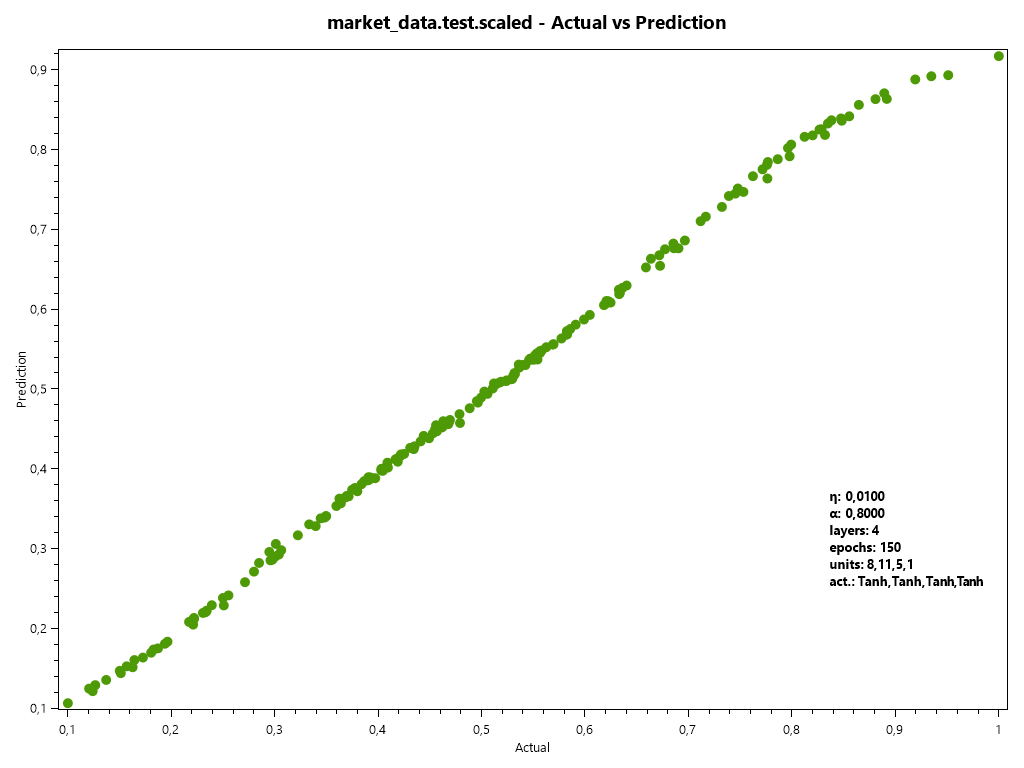 market_data.test.scaled - Actual vs Prediction
0,9
0,8
0,7
0,6
0,5
0,4
0,3
0,2
0,1
Prediction
η: 0,0100
α: 0,8000
layers: 4
epochs: 150
units: 8,11,5,1
act.: Tanh,Tanh,Tanh,Tanh
0,1 0,2 0,3 0,4 0,5 0,6 0,7 0,8 0,9 1
Actual